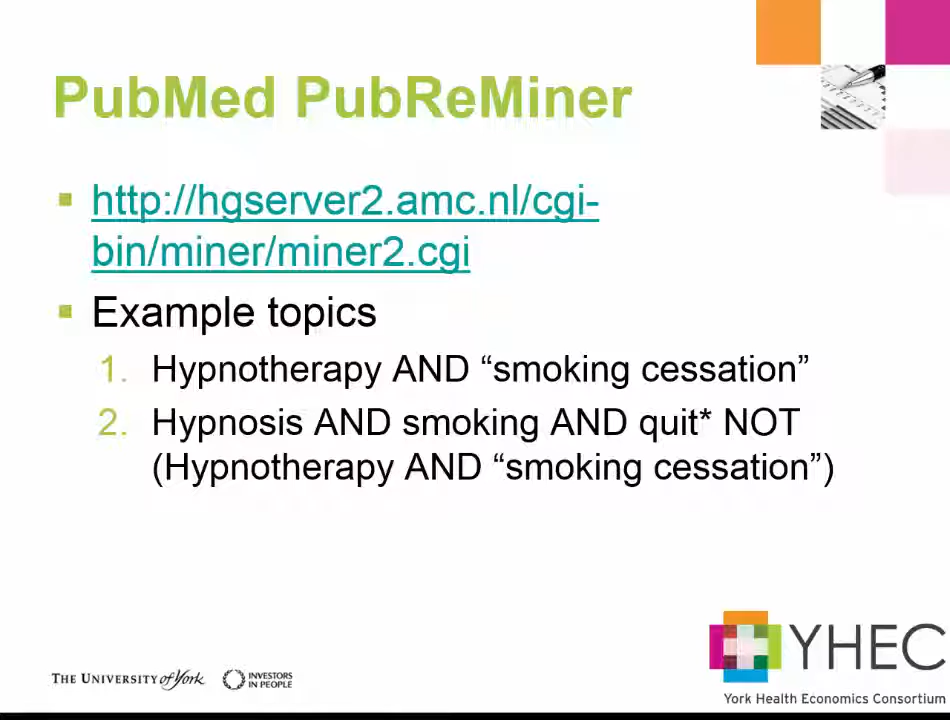 PubMed PubReMiner
http://hgserver2.amc.nl/cgi-
bin/miner/miner2.cgi
Example topics
1. Hypnotherapy AND “smoking cessation”
2. Hypnosis AND smoking AND quit* NOT
(Hypnotherapy AND “smoking cessation”)
THE UNIVERSITY of York
INVESTORS
IN PEOPLE
YHEC
York Health Economics Consortium